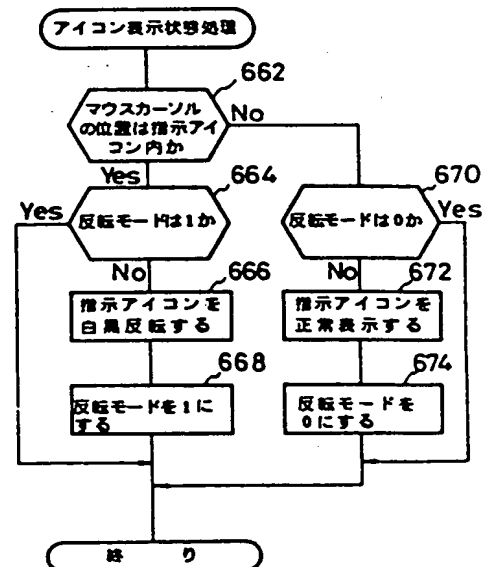 アイコン表示状態処理
662
マウスカーソル
の位置は指示アイ
コン内か
No
Yes
664
670
Yes
反転モードは1か
反転モードは0か
Yes
No
666
No
672
指示アイコンを
白黒反転する
指示アイコンを
正常表示する
668
674
反転モードを1に
する
反転モードを
0にする
終り